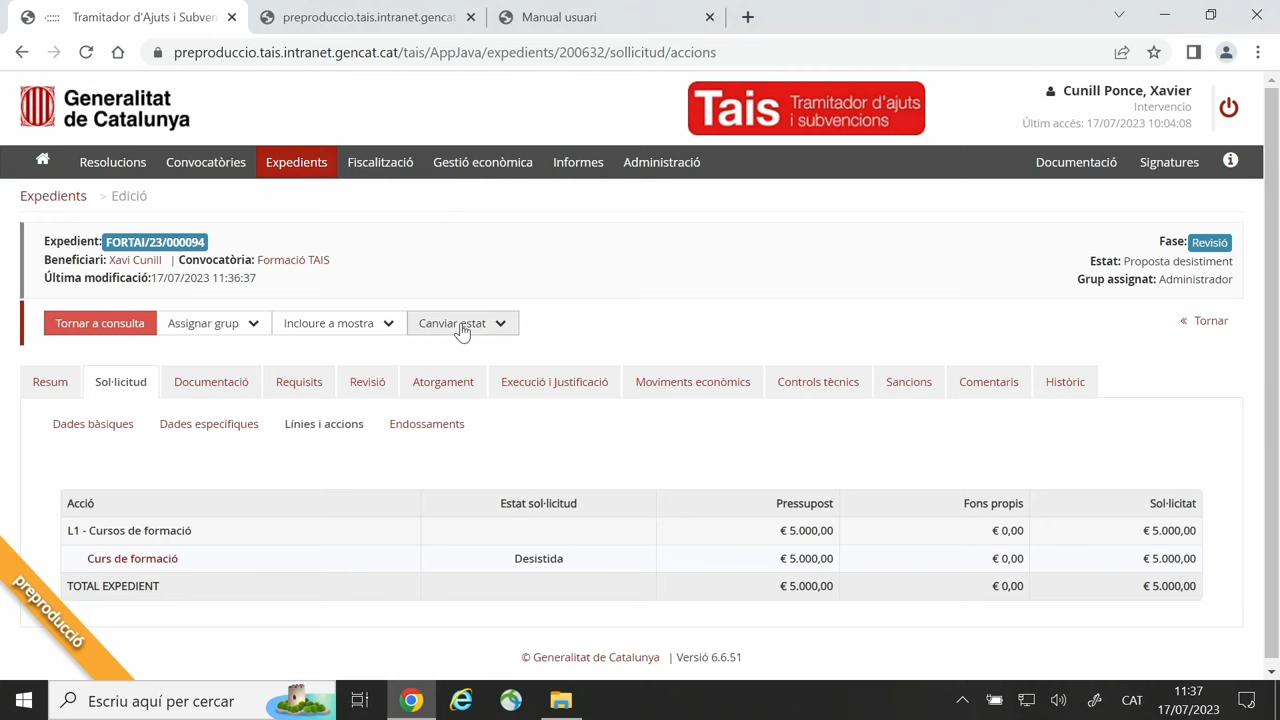 Tramitador d'Ajuts i Subven
preproduccio.tais.intranet.gencat
Manual usuari
preproduccio.tais.intranet.gencat.cat/tais/AppJava/expedients/200632/sollicitud/accions
Generalitat
de Catalunya
Tais Tramitador d'ajuts
i subvencions
Cunill Ponce, Xavier
Intervencio
Últim accés: 17/07/2023 10:04:08
Resolucions Convocatòries Expedients Fiscalització Gestió econòmica Informes Administració Documentació Signatures
Expedients > Edició
Expedient: FORTAI/23/000094
Beneficiari: Xavi Cunill | Convocatòria: Formació TAIS
Última modificació:17/07/2023 11:36:37
Fase: Revisió
Estat: Proposta desistiment
Grup assignat: Administrador
Tornar a consulta Assignar grup Incloure a mostra Canviar estat « Tornar
Resum Sol·licitud Documentació Requisits Revisió Atorgament Execució i Justificació Moviments econòmics Controls tècnics Sancions Comentaris Històric
Dades bàsiques Dades específiques Línies i accions Endossaments
Acció Estat sol·licitud Pressupost Fons propis Sol·licitat
L1 - Cursos de formació € 5.000,00 € 0,00 € 5.000,00
Curs de formació Desistida € 5.000,00 € 0,00 € 5.000,00
TOTAL EXPEDIENT € 5.000,00 € 0,00 € 5.000,00
preproducció
© Generalitat de Catalunya | Versió 6.6.51
Escriu aquí per cercar
CAT
11:37
17/07/2023